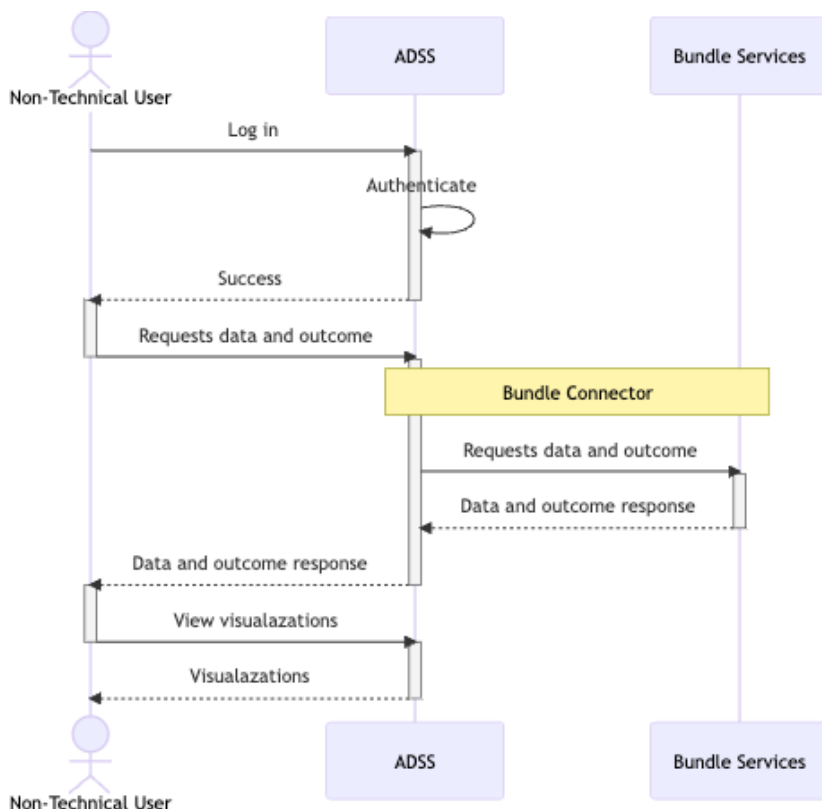 ADSS
Bundle Services
Non-Technical User
Log in
Authenticate
Success
Requests data and outcome
Bundle Connector
Requests data and outcome
Data and outcome response
Data and outcome response
View visualazations
Visualazations
ADSS
Bundle Services
Non-Technical User